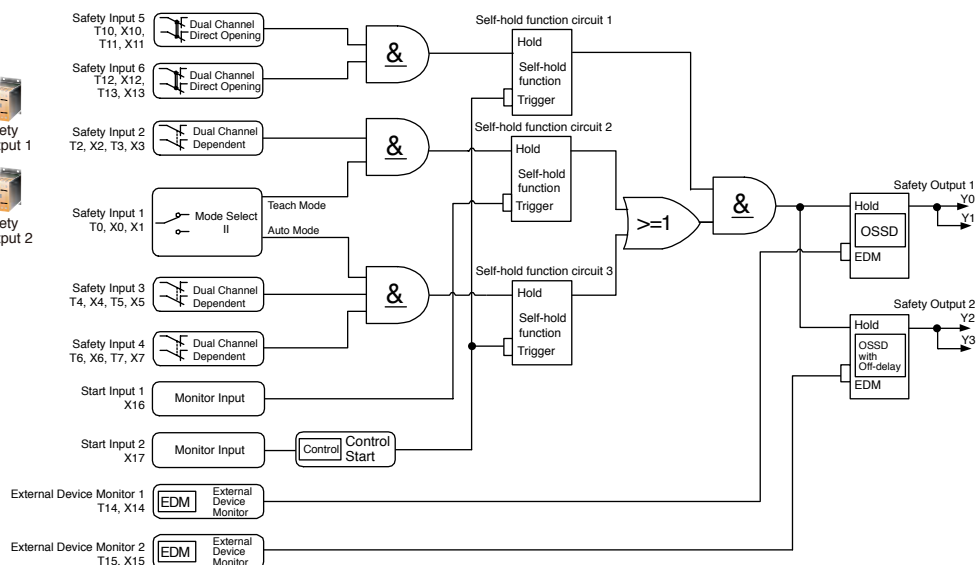 Safety Input 5
T10, X10,
T11, X11
Dual Channel
Direct Opening
Safety Input 6
T12, X12,
T13, X13
Dual Channel
Direct Opening
&
Self-hold function circuit 1
Hold
Self-hold
function
Trigger
Safety Input 2
T2, X2, T3, X3
Dual Channel
Dependent
&
Self-hold function circuit 2
Hold
Self-hold
function
Trigger
put 1
put 2
Safety Input 1
T0, X0, X1
Mode Select
II
Teach Mode
Auto Mode
Safety Input 3
T4, X4, T5, X5
Dual Channel
Dependent
Safety Input 4
T6, X6, T7, X7
Dual Channel
Dependent
&
Self-hold function circuit 3
Hold
Self-hold
function
Trigger
>=1
&
Safety Output 1
Y0
Y1
Hold
OSSD
EDM
Safety Output 2
Y2
Y3
Hold
OSSD
with
Off-delay
EDM
Start Input 1
X16
Monitor Input
Start Input 2
X17
Monitor Input
Control
Control
Start
External Device Monitor 1
T14, X14
EDM
External
Device
Monitor
External Device Monitor 2
T15, X15
EDM
External
Device
Monitor